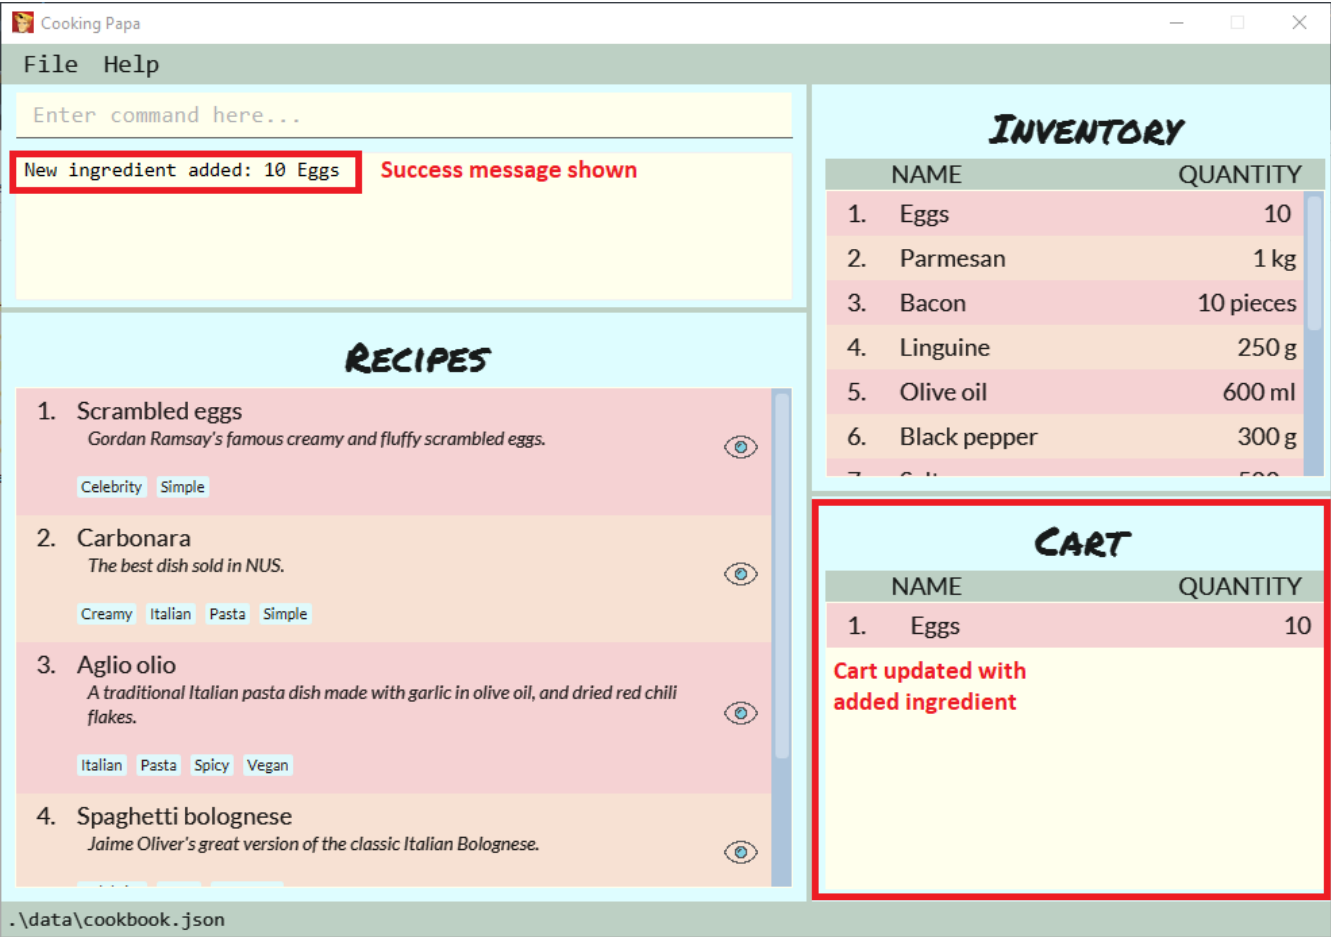 Cooking Papa
File Help
Enter command here...
New ingredient added: 10 Eggs
Success message shown
RECIPES
1. Scrambled eggs
Gordan Ramsay's famous creamy and fluffy scrambled eggs.
Celebrity Simple
2. Carbonara
The best dish sold in NUS.
Creamy Italian Pasta Simple
3. Aglio olio
A traditional Italian pasta dish made with garlic in olive oil, and dried red chili
flakes.
Italian Pasta Spicy Vegan
4. Spaghetti bolognese
Jaime Oliver's great version of the classic Italian Bolognese.
INVENTORY
NAME QUANTITY
1. Eggs 10
2. Parmesan 1 kg
3. Bacon 10 pieces
4. Linguine 250 g
5. Olive oil 600 ml
6. Black pepper 300 g
CART
NAME QUANTITY
1. Eggs 10
Cart updated with
added ingredient
.\data\cookbook.json